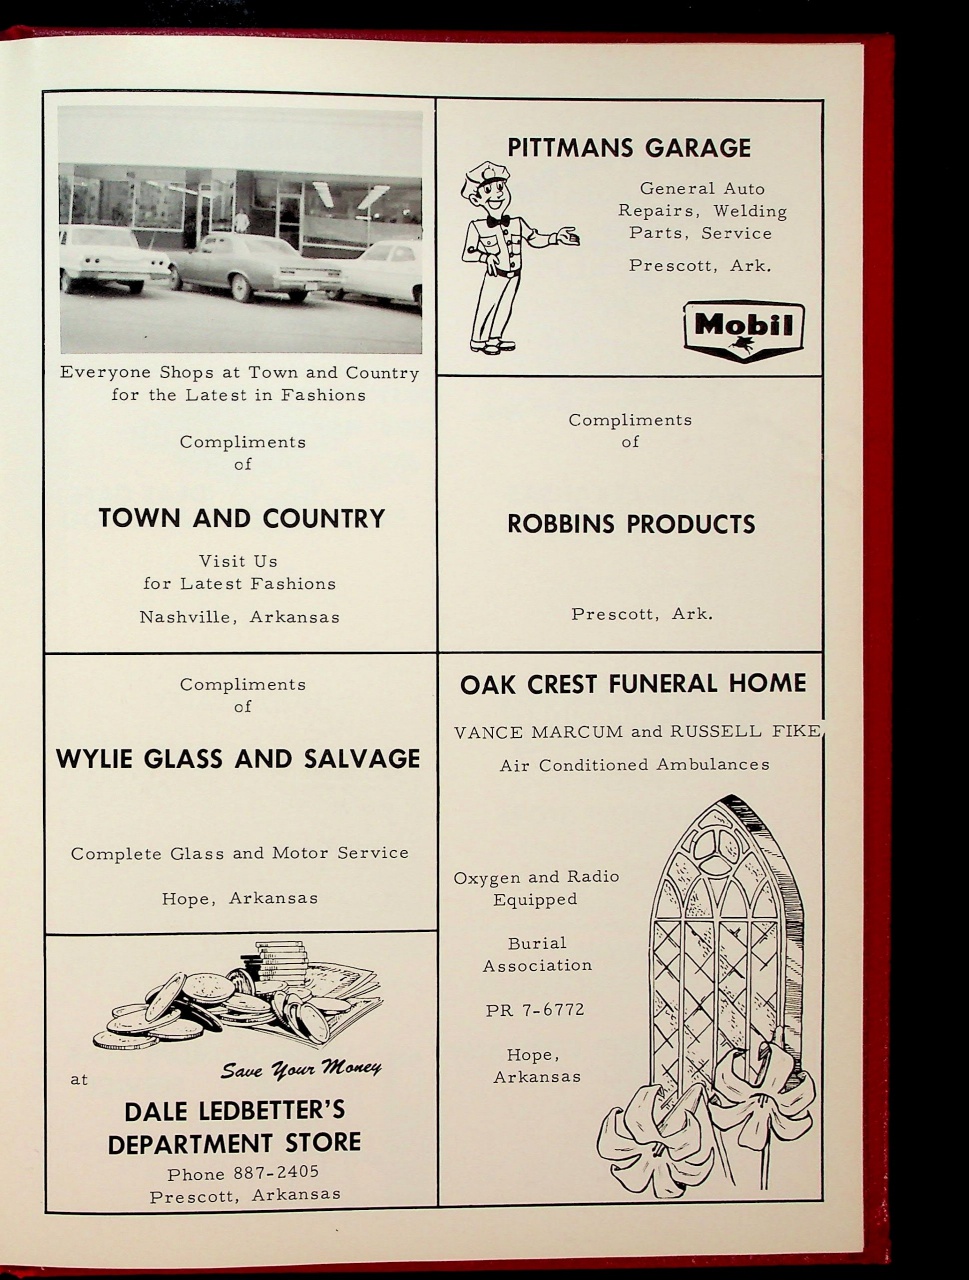 Everyone Shops at Town and Country
for the Latest in Fashions
Compliments
of
TOWN AND COUNTRY
Visit Us
for Latest Fashions
Nashville, Arkansas
PITTMANS GARAGE
General Auto
Repairs, Welding
Parts, Service
Prescott, Ark.
Mobil
Compliments
of
ROBBINS PRODUCTS
Prescott, Ark.
Compliments
of
WYLIE GLASS AND SALVAGE
Complete Glass and Motor Service
Hope, Arkansas
Save Your Money
at
DALE LEDBETTER'S
DEPARTMENT STORE
Phone 887-2405
Prescott, Arkansas
OAK CREST FUNERAL HOME
VANCE MARCUM and RUSSELL FIKE
Air Conditioned Ambulances
Oxygen and Radio
Equipped
Burial
Association
PR 7-6772
Hope,
Arkansas